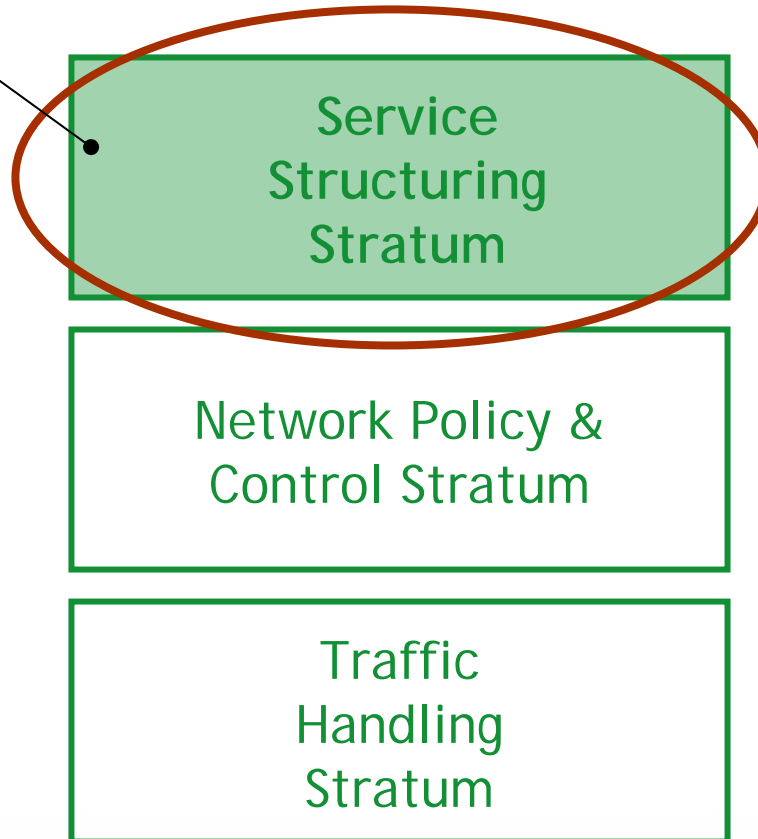 Service
Structuring
Stratum
Network Policy &
Control Stratum
Traffic
Handling
Stratum